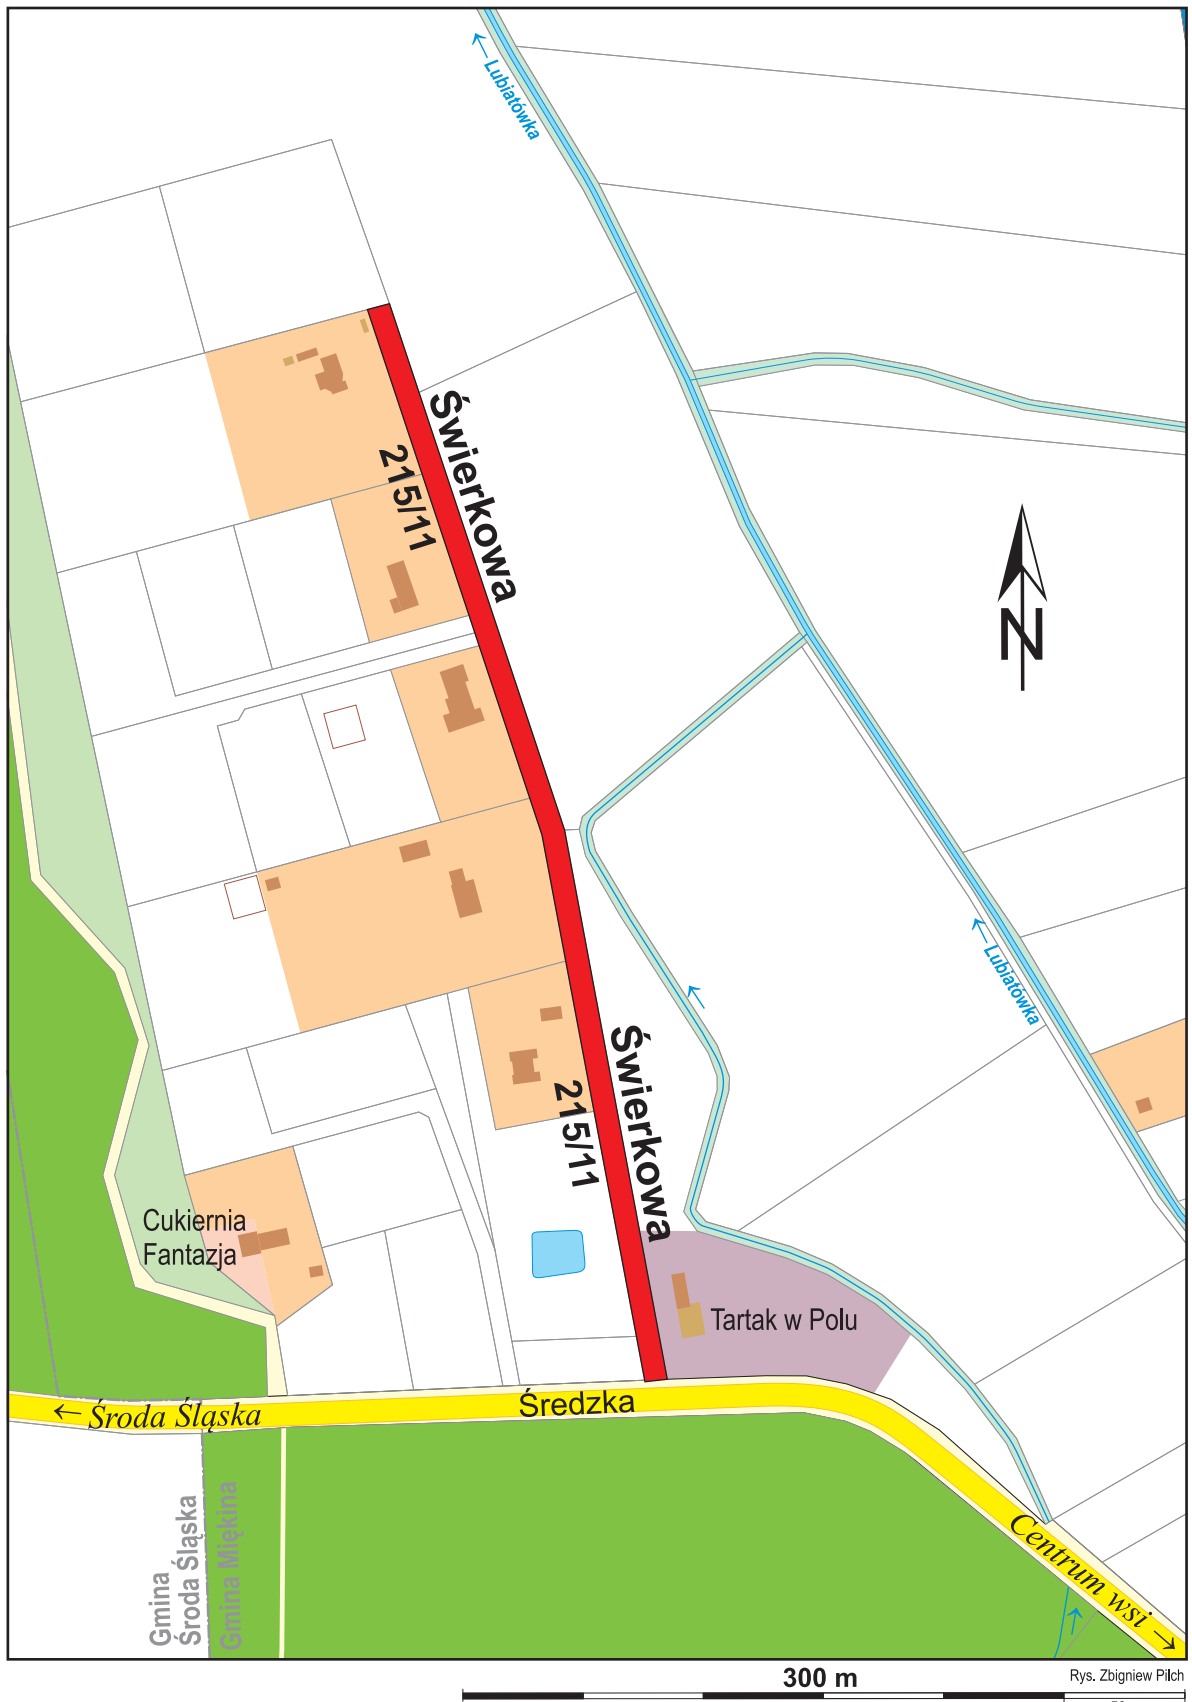 Lubiatówka
Świerkowa
215/11
N
Lubiatówka
Świerkowa
215/11
Cukiernia
Fantazja
Tartak w Polu
← Środa Śląska
Średzka
Centrum wsi →
Gmina
Środa Śląska
Gmina Miękina
300 m
Rys. Zbigniew Pilch